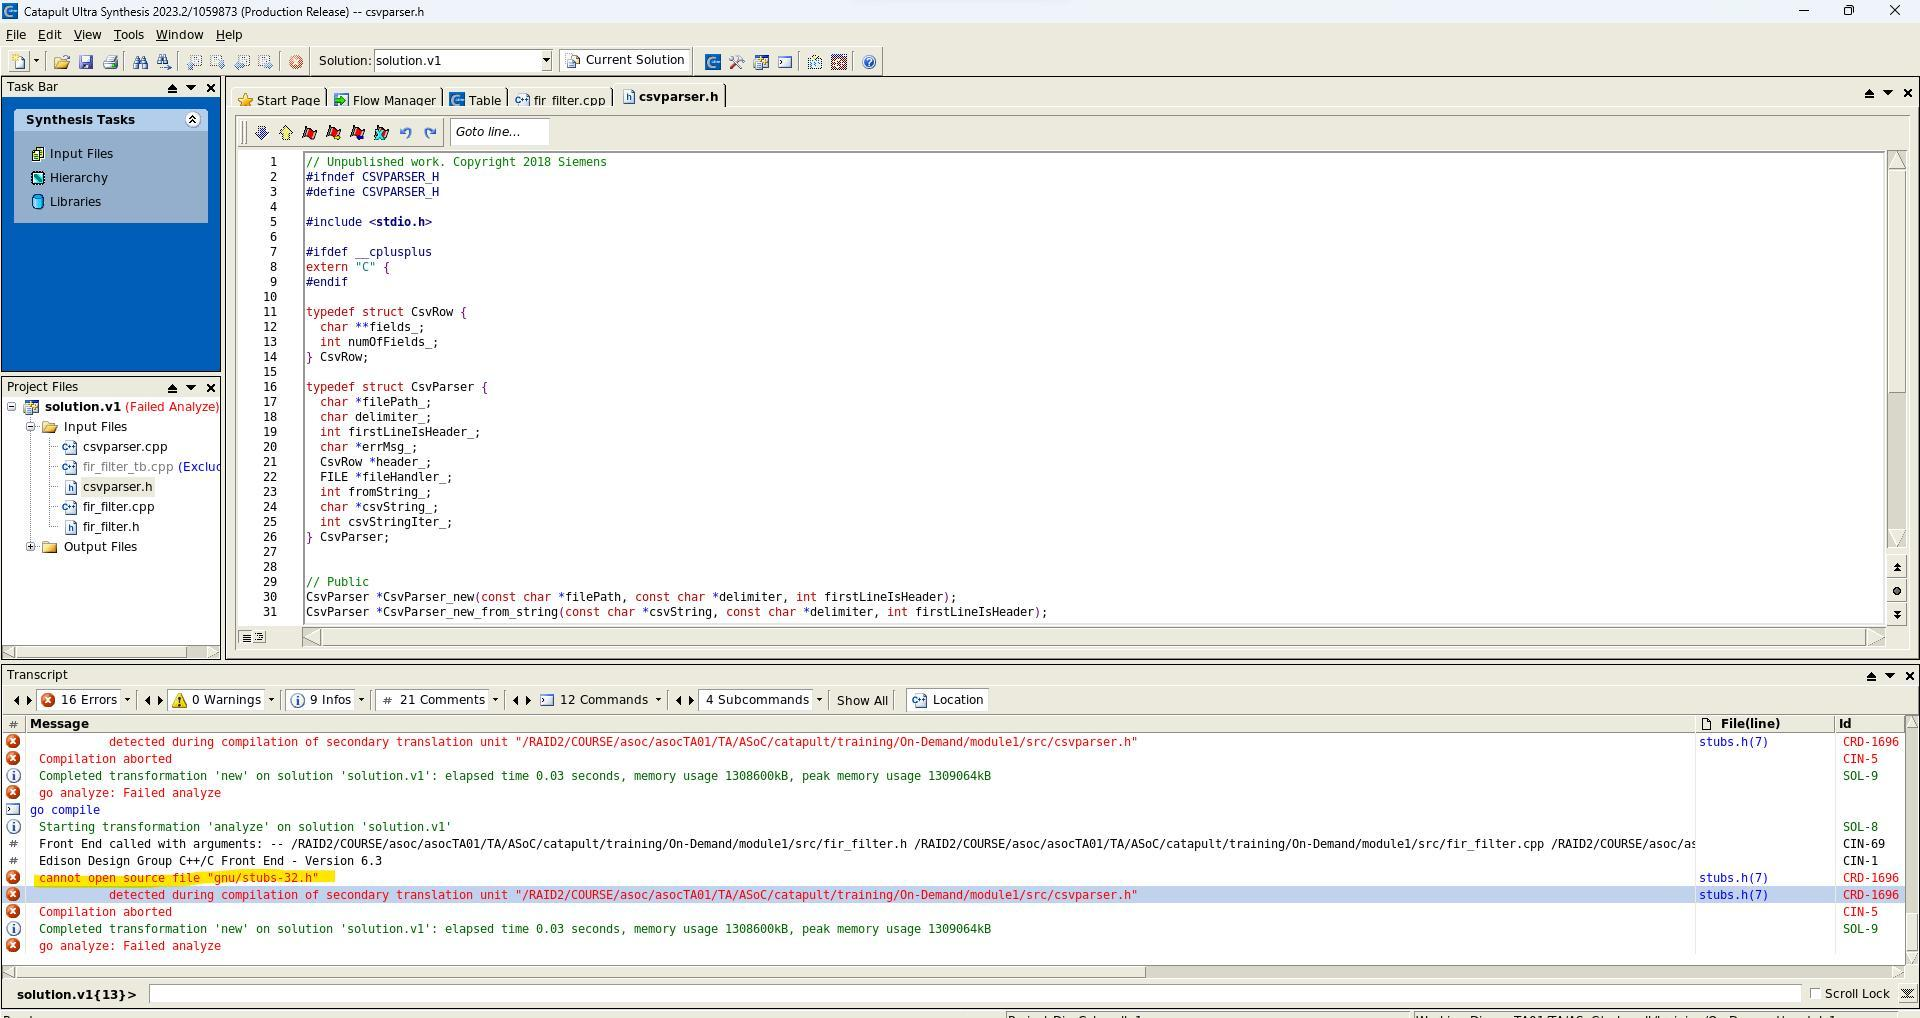 Catapult Ultra Synthesis 2023.2/1059873 (Production Release) -- csvparser.h
File Edit View Tools Window Help
Solution: solution.v1 Current Solution
Task Bar
Synthesis Tasks
Input Files
Hierarchy
Libraries
Project Files
solution.v1 (Failed Analyze)
Input Files
csvparser.cpp
fir_filter_tb.cpp (Exclud
csvparser.h
fir_filter.cpp
fir_filter.h
Output Files
Start Page Flow Manager Table fir_filter.cpp csvparser.h
Goto line...
1 // Unpublished work. Copyright 2018 Siemens
2 #ifndef CSVPARSER_H
3 #define CSVPARSER_H
4
5 #include <stdio.h>
6
7 #ifdef __cplusplus
8 extern "C" {
9 #endif
10
11 typedef struct CsvRow {
12 char **fields_;
13 int numOfFields_;
14 } CsvRow;
15
16 typedef struct CsvParser {
17 char *filePath_;
18 char delimiter_;
19 int firstLineIsHeader_;
20 char *errMsg_;
21 CsvRow *header_;
22 FILE *fileHandler_;
23 int fromString_;
24 char *csvString_;
25 int csvStringIter_;
26 } CsvParser;
27
28
29 // Public
30 CsvParser *CsvParser_new(const char *filePath, const char *delimiter, int firstLineIsHeader);
31 CsvParser *CsvParser_new_from_string(const char *csvString, const char *delimiter, int firstLineIsHeader);
Transcript
16 Errors 0 Warnings 9 Infos # 21 Comments 12 Commands 4 Subcommands Show All Location
# Message File(line) Id
detected during compilation of secondary translation unit "/RAID2/COURSE/asoc/asocTA01/TA/ASoC/catapult/training/On-Demand/module1/src/csvparser.h" stubs.h(7) CRD-1696
Compilation aborted CIN-5
Completed transformation 'new' on solution 'solution.v1': elapsed time 0.03 seconds, memory usage 1308600kB, peak memory usage 1309064kB SOL-9
go analyze: Failed analyze
go compile
Starting transformation 'analyze' on solution 'solution.v1' SOL-8
# Front End called with arguments: -- /RAID2/COURSE/asoc/asocTA01/TA/ASoC/catapult/training/On-Demand/module1/src/fir_filter.h /RAID2/COURSE/asoc/asocTA01/TA/ASoC/catapult/training/On-Demand/module1/src/fir_filter.cpp /RAID2/COURSE/asoc/as CIN-69
# Edison Design Group C++/C Front End - Version 6.3 CIN-1
cannot open source file "gnu/stubs-32.h" stubs.h(7) CRD-1696
detected during compilation of secondary translation unit "/RAID2/COURSE/asoc/asocTA01/TA/ASoC/catapult/training/On-Demand/module1/src/csvparser.h" stubs.h(7) CRD-1696
Compilation aborted CIN-5
Completed transformation 'new' on solution 'solution.v1': elapsed time 0.03 seconds, memory usage 1308600kB, peak memory usage 1309064kB SOL-9
go analyze: Failed analyze
solution.v1{13}> Scroll Lock